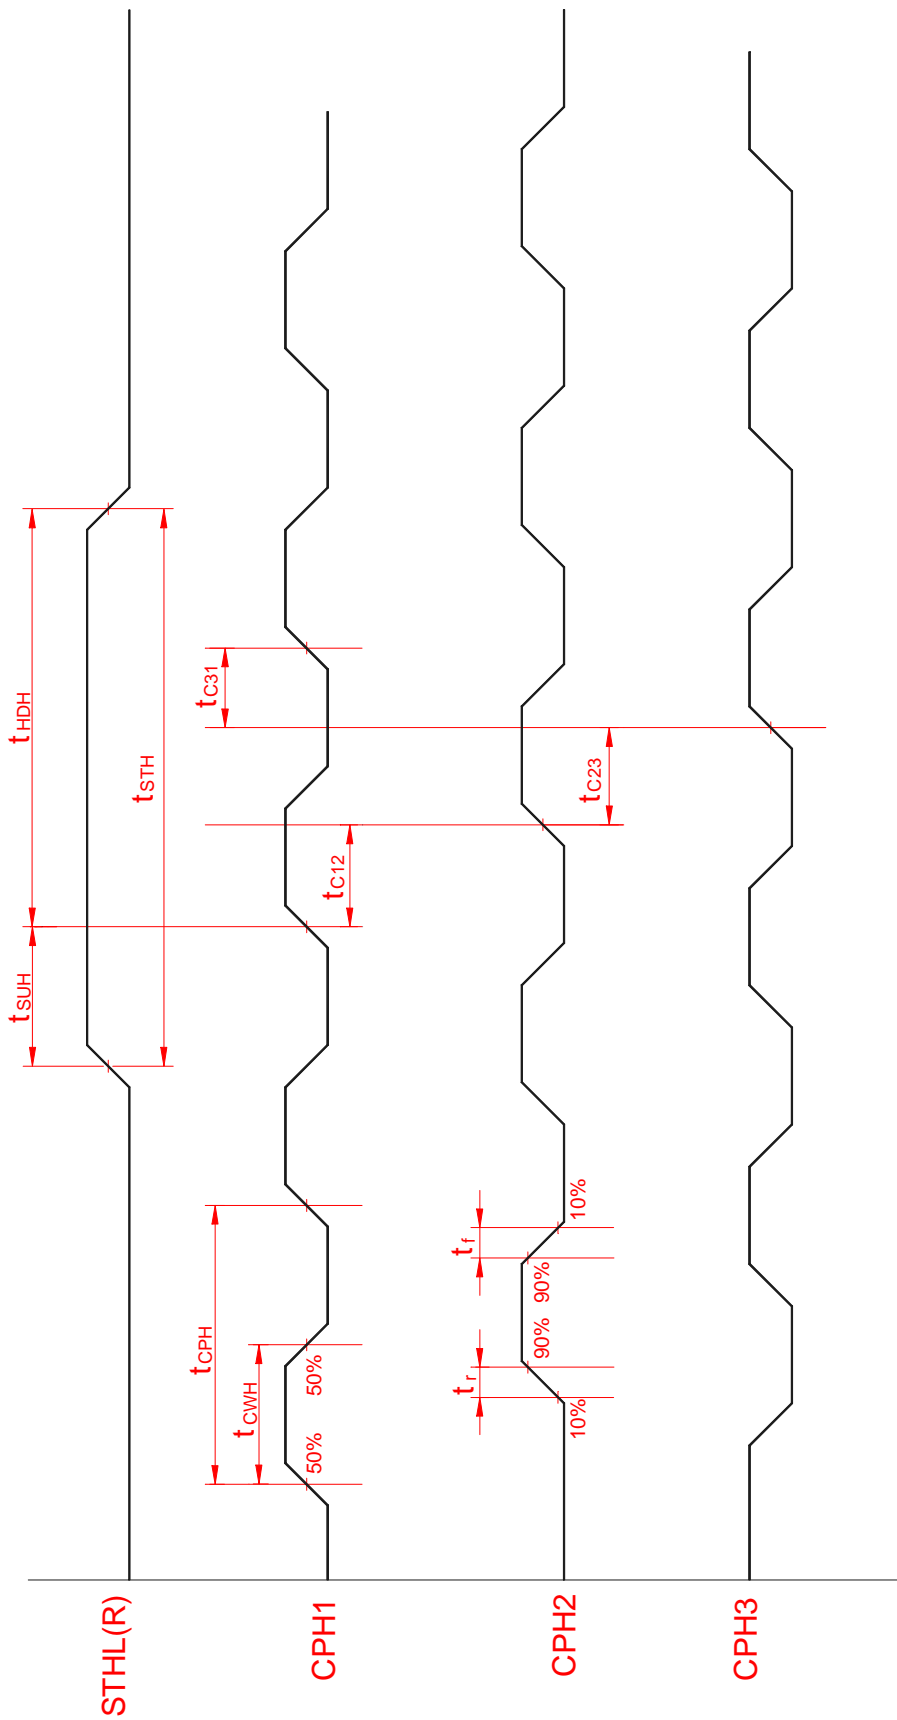 STHL(R)
tSUH
tHDH
tSTH
CPH1
tCPH
tCWH
50%
50%
tC12
tC31
CPH2
tr
tf
10%
90%
90%
10%
tC23
CPH3